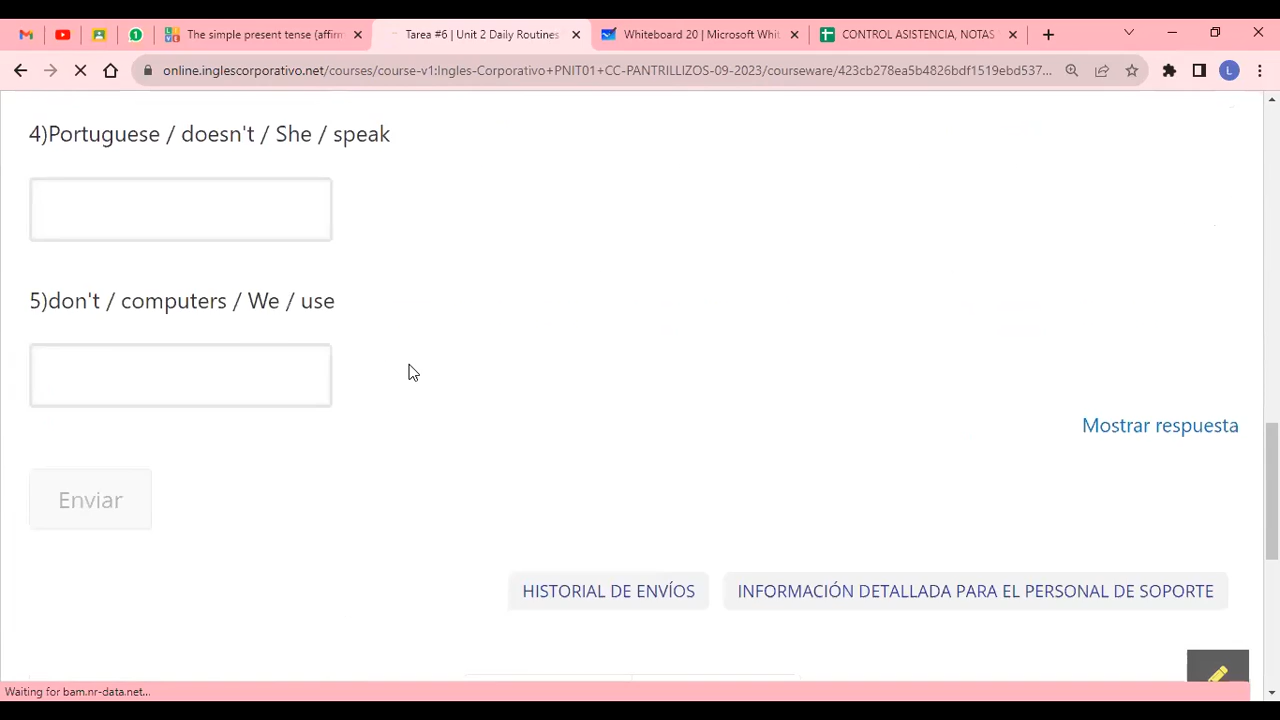 The simple present tense (affirr
Tarea #6 | Unit 2 Daily Routines
Whiteboard 20 | Microsoft Whit
CONTROL ASISTENCIA, NOTAS
online.inglescorporativo.net/courses/course-v1:Ingles-Corporativo+PNIT01+CC-PANTRILLIZOS-09-2023/courseware/423cb278ea5b4826bdf1519ebd537...
L
4)Portuguese / doesn't / She / speak
5)don't / computers / We / use
Mostrar respuesta
Enviar
HISTORIAL DE ENVÍOS
INFORMACIÓN DETALLADA PARA EL PERSONAL DE SOPORTE
Waiting for bam.nr-data.net...